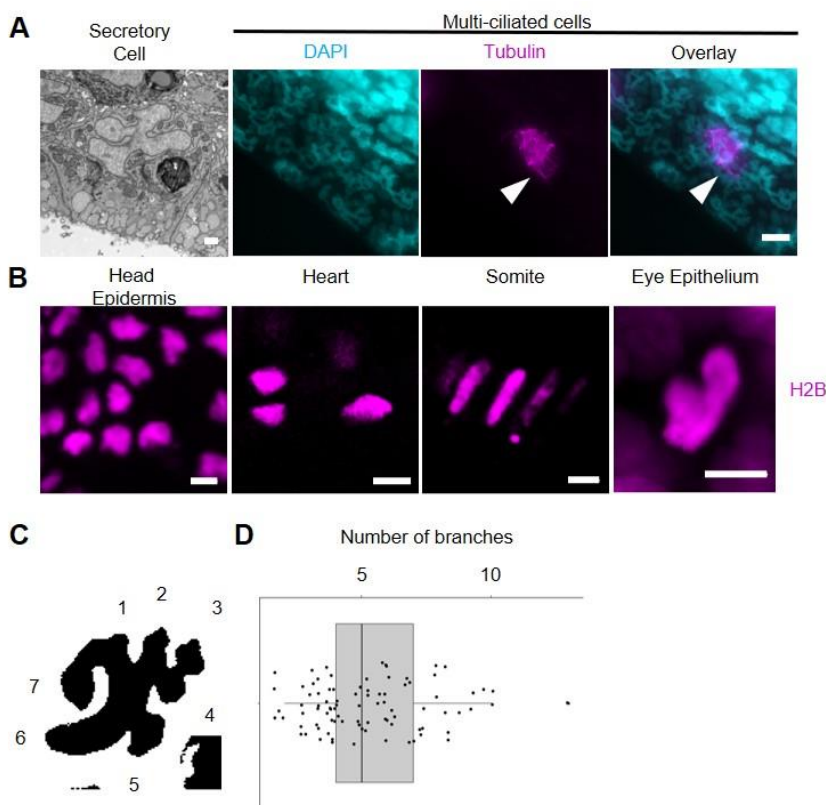 A
Secretory
Cell
Multi-ciliated cells
DAPI
Tubulin
Overlay
B
Head
Epidermis
Heart
Somite
Eye Epithelium
H2B
C
1
2
3
4
5
6
7
D
Number of branches
5
10